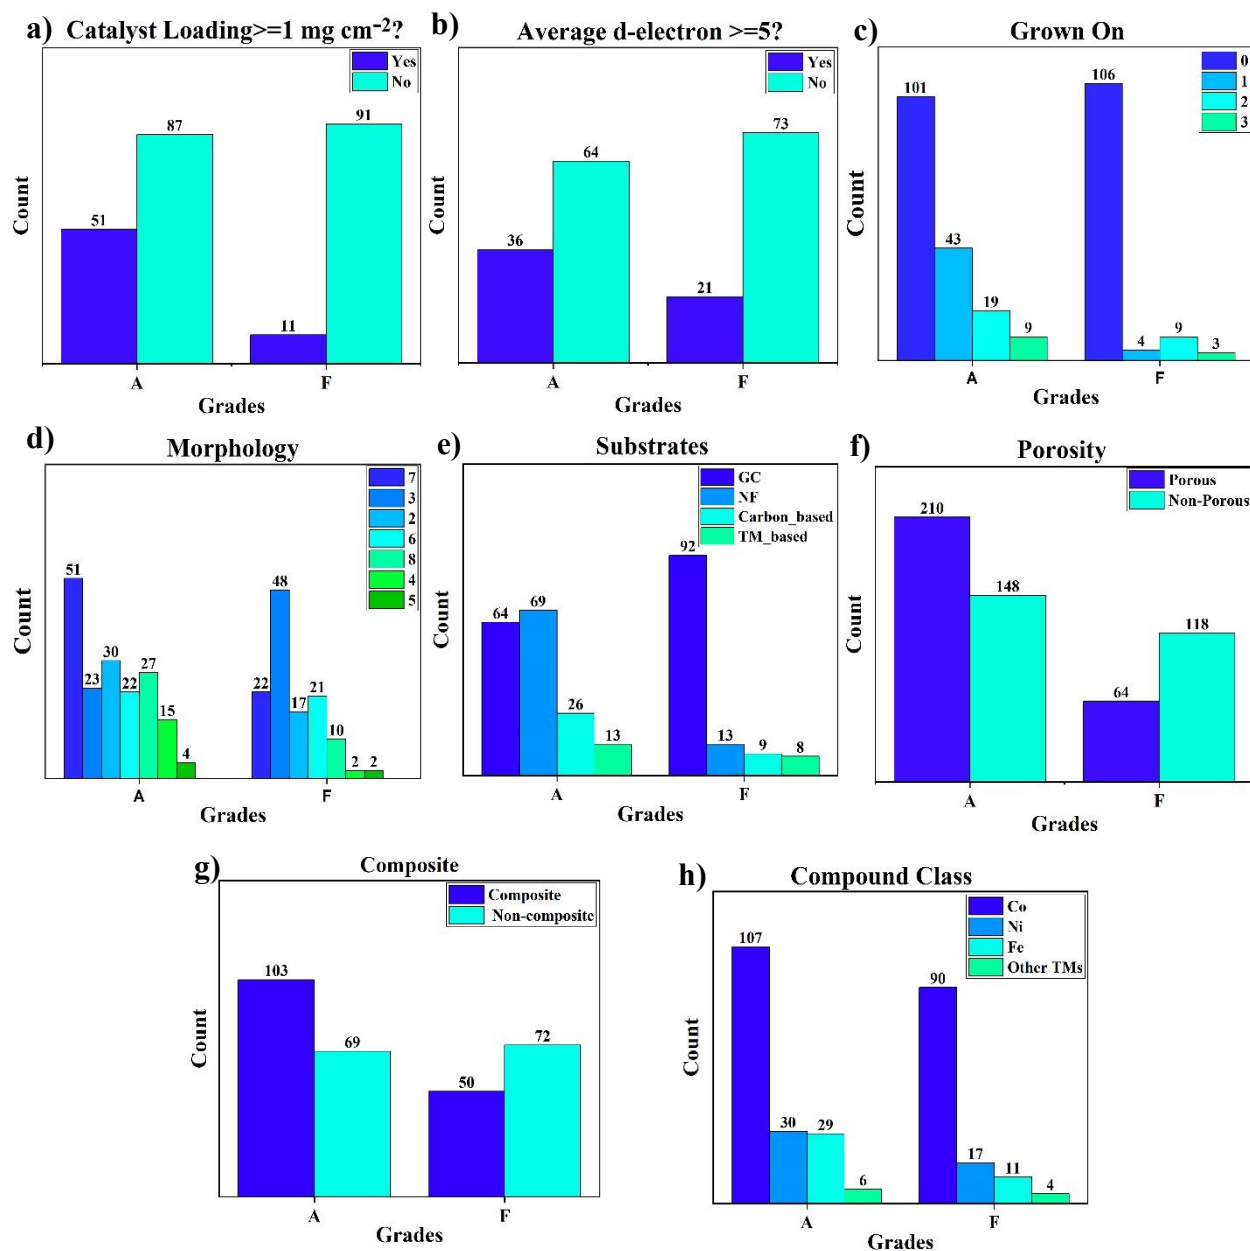 a) Catalyst Loading>=1 mg cm⁻²?
Yes
No
Count
51
87
11
91
A
F
Grades
b) Average d-electron >=5?
Yes
No
Count
36
64
21
73
A
F
Grades
c) Grown On
0
1
2
3
Count
101
43
19
9
106
4
9
3
A
F
Grades
d) Morphology
7
3
2
6
8
4
5
Count
51
23
30
22
27
15
4
22
48
17
21
10
2
2
A
F
Grades
e) Substrates
GC
NF
Carbon_based
TM_based
Count
64
69
26
13
92
13
9
8
A
F
Grades
f) Porosity
Porous
Non-Porous
Count
210
148
64
118
A
F
Grades
g) Composite
Composite
Non-composite
Count
103
69
50
72
A
F
Grades
h) Compound Class
Co
Ni
Fe
Other TMs
Count
107
30
29
6
90
17
11
4
A
F
Grades